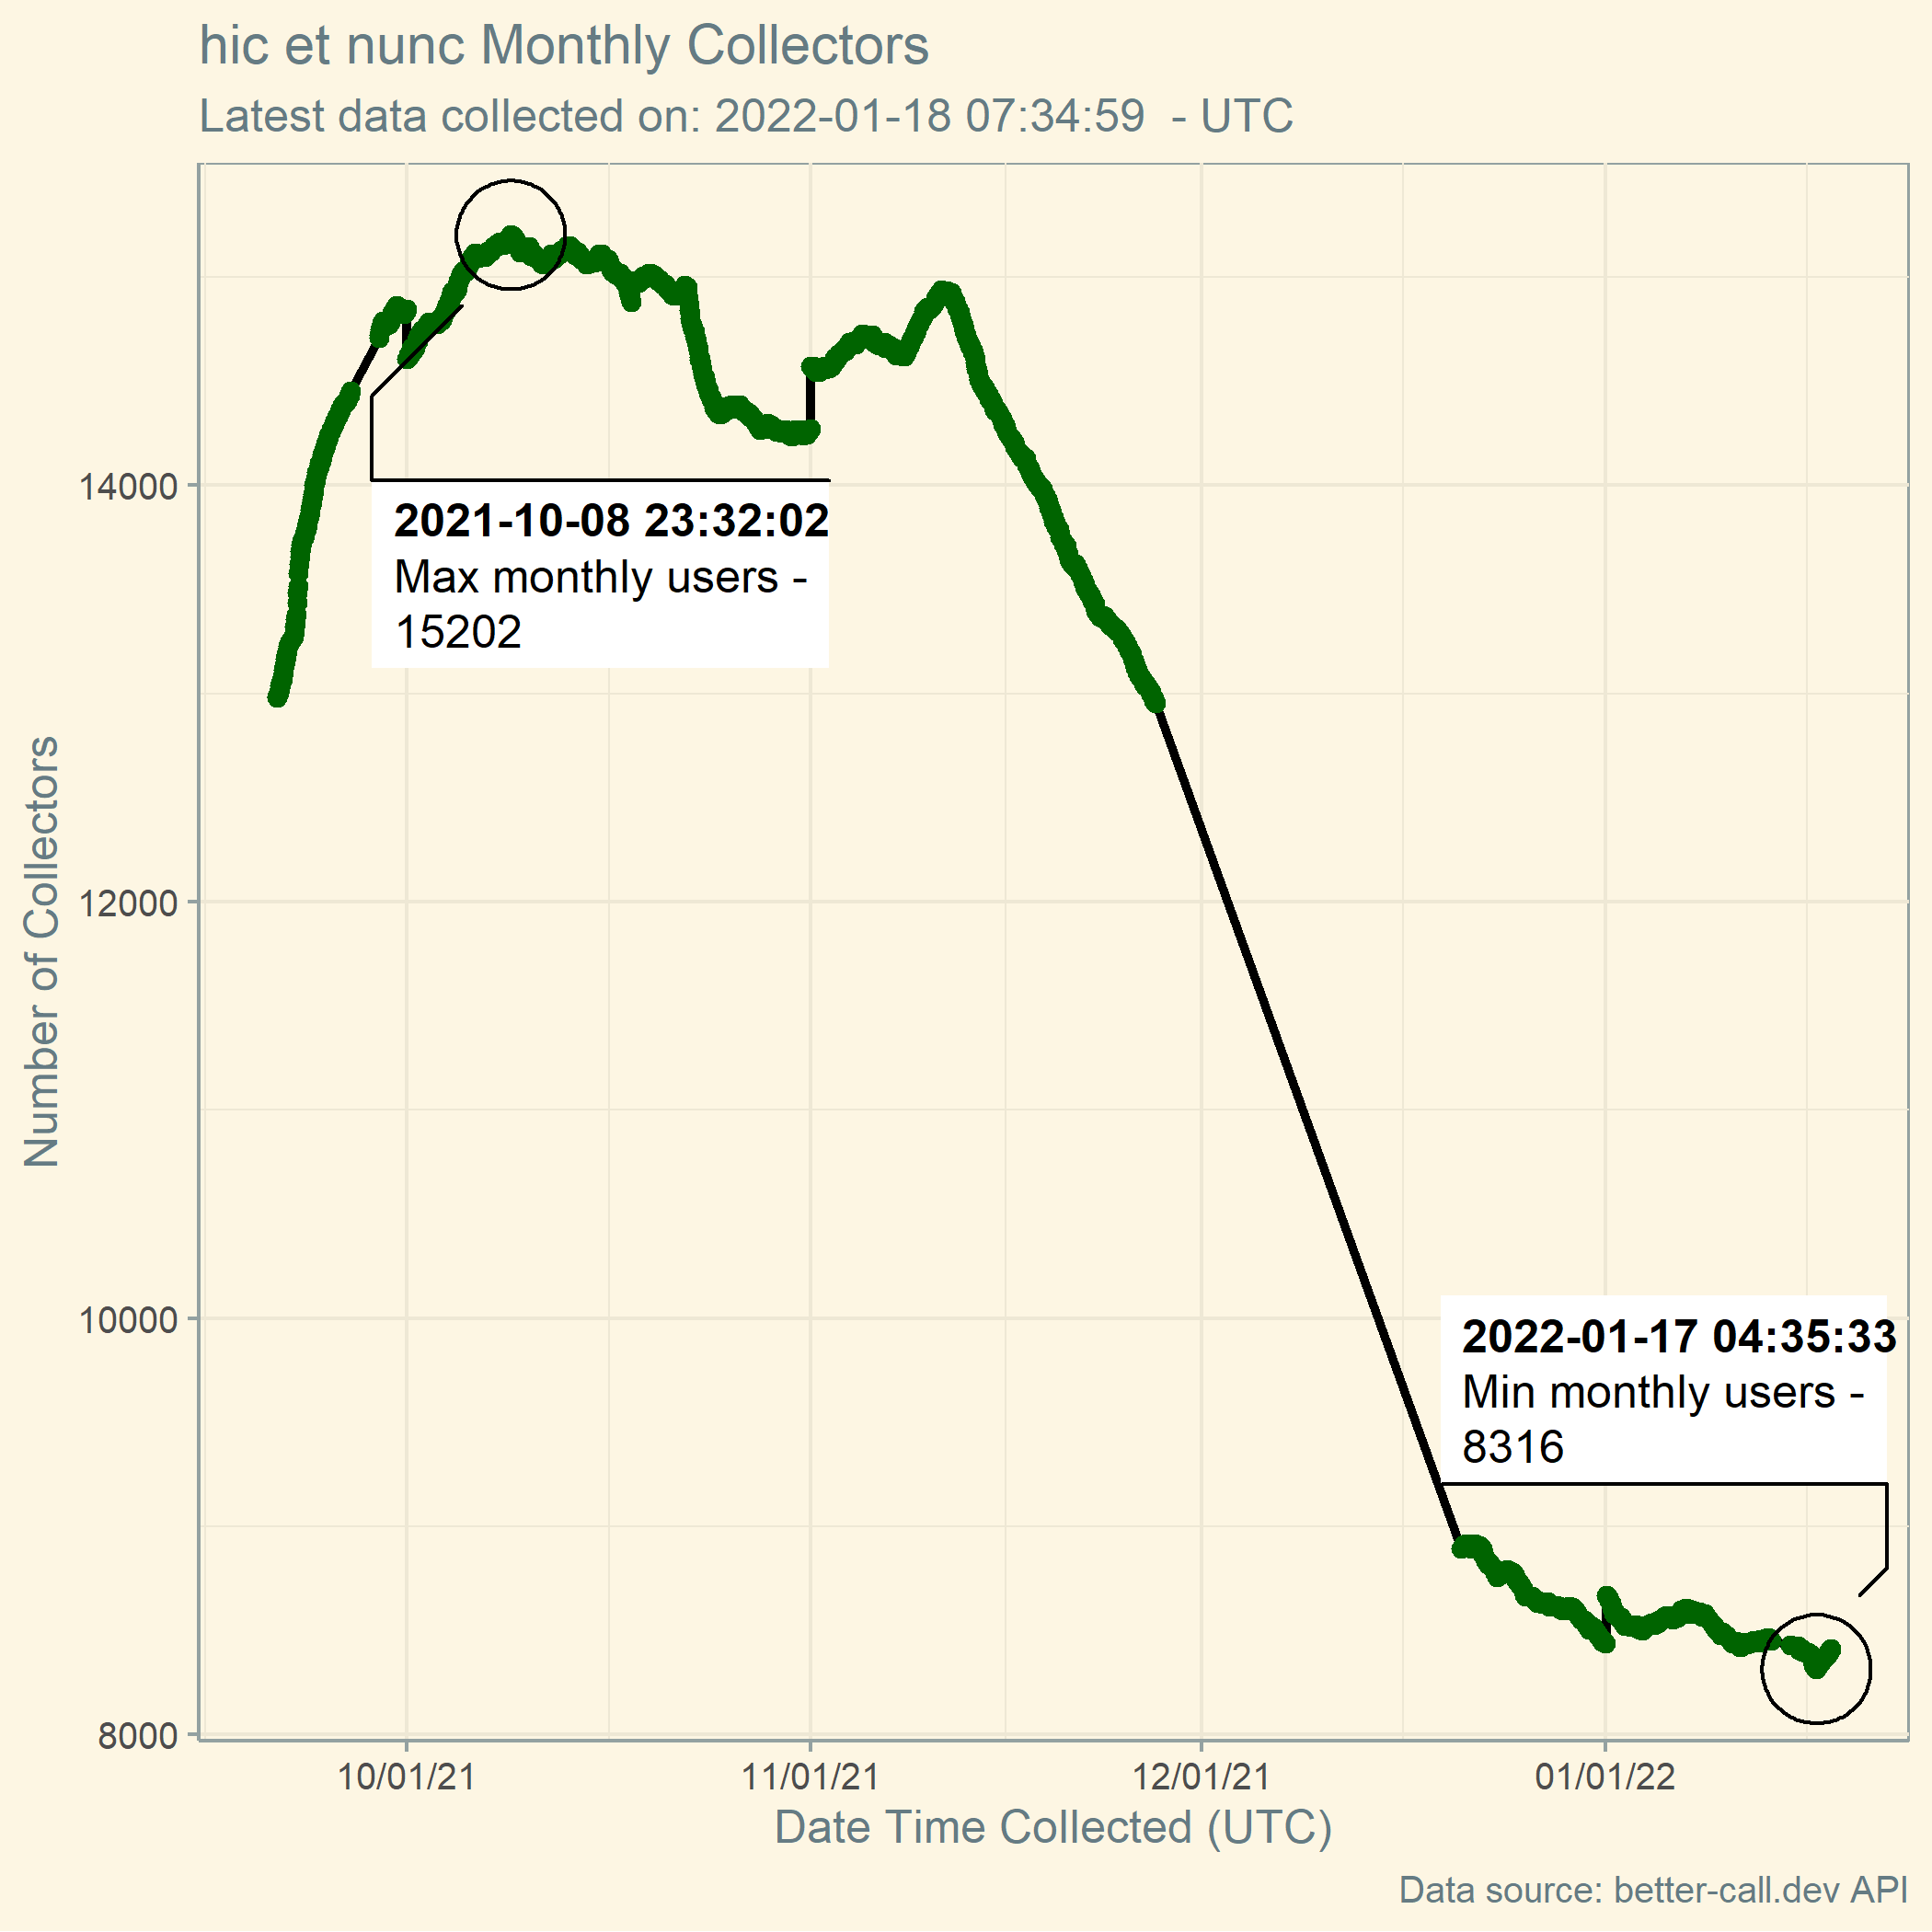 hic et nunc Monthly Collectors
Latest data collected on: 2022-01-18 07:34:59  - UTC
Number of Collectors
14000
12000
10000
8000
2021-10-08 23:32:02
Max monthly users -
15202
2022-01-17 04:35:33
Min monthly users -
8316
10/01/21
11/01/21
12/01/21
01/01/22
Date Time Collected (UTC)
Data source: better-call.dev API